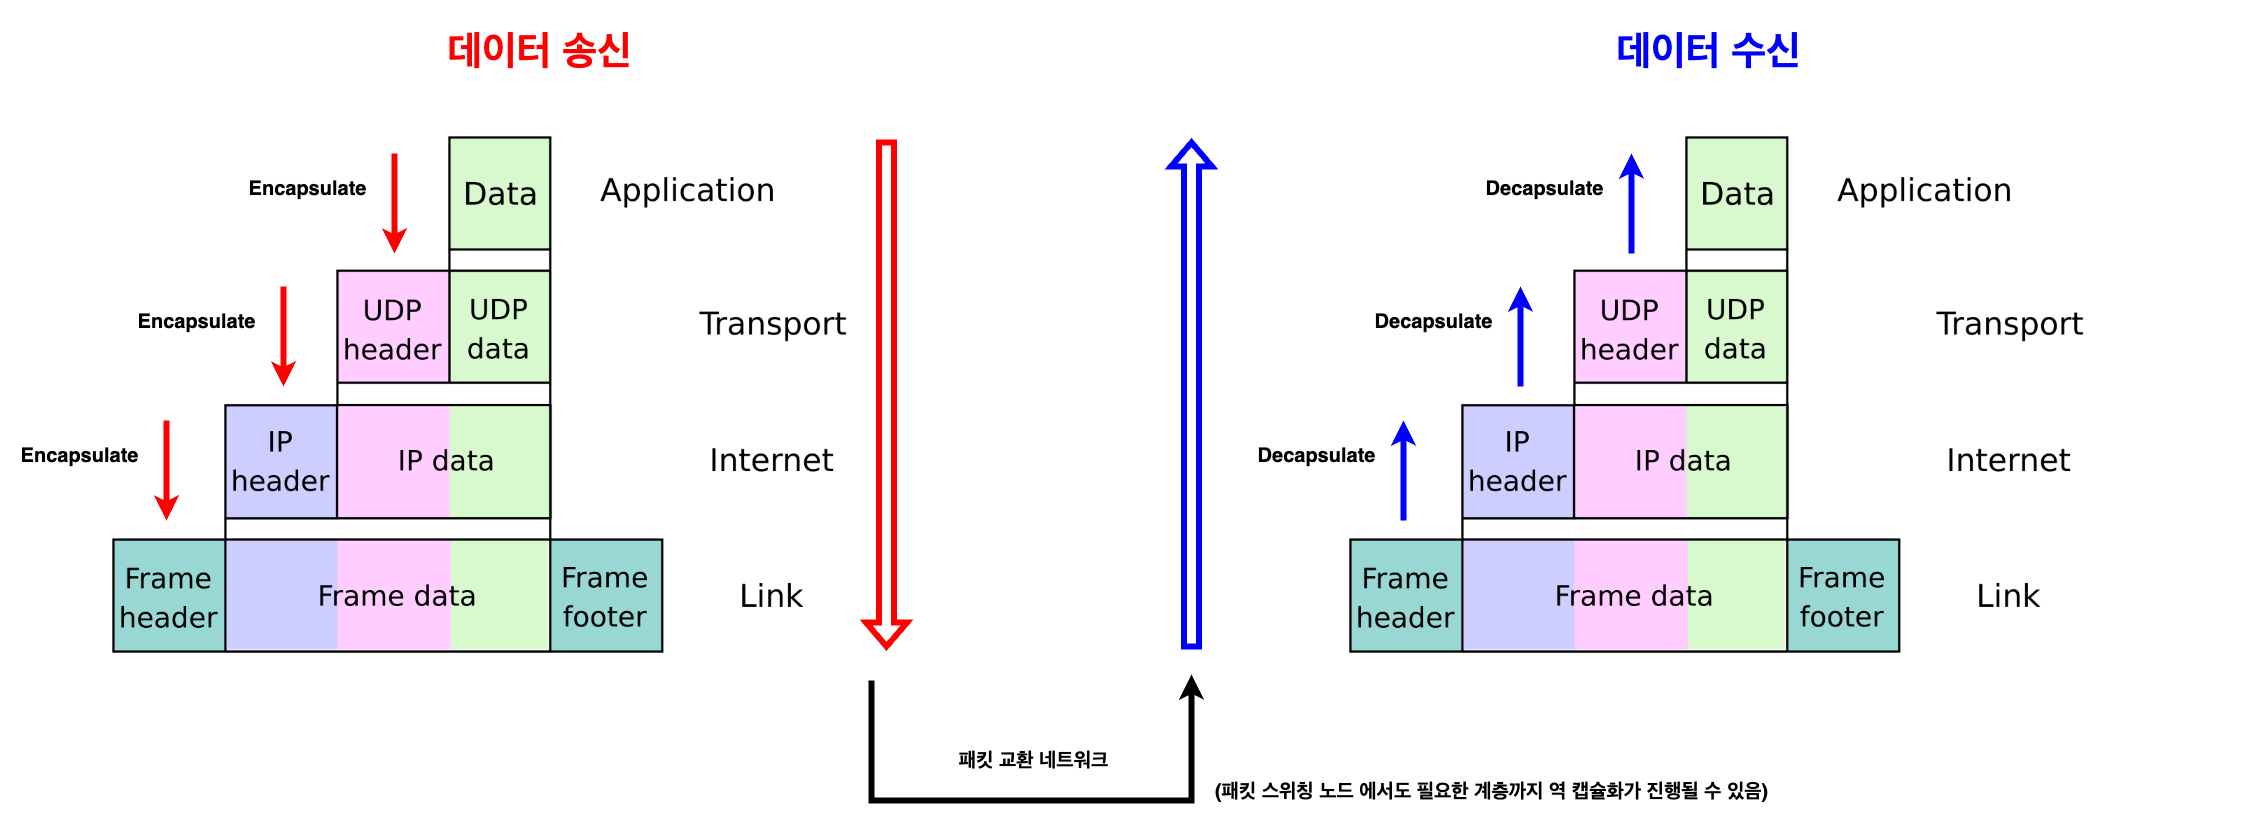 데이터 송신
데이터 수신
Encapsulate
Data
Application
Encapsulate
UDP
header
UDP
data
Transport
Encapsulate
IP
header
IP data
Internet
Frame
header
Frame data
Frame
footer
Link
Decapsulate
Data
Application
Decapsulate
UDP
header
UDP
data
Transport
Decapsulate
IP
header
IP data
Internet
Frame
header
Frame data
Frame
footer
Link
패킷 교환 네트워크
(패킷 스위칭 노드 에서도 필요한 계층까지 역 캡슐화가 진행될 수 있음)